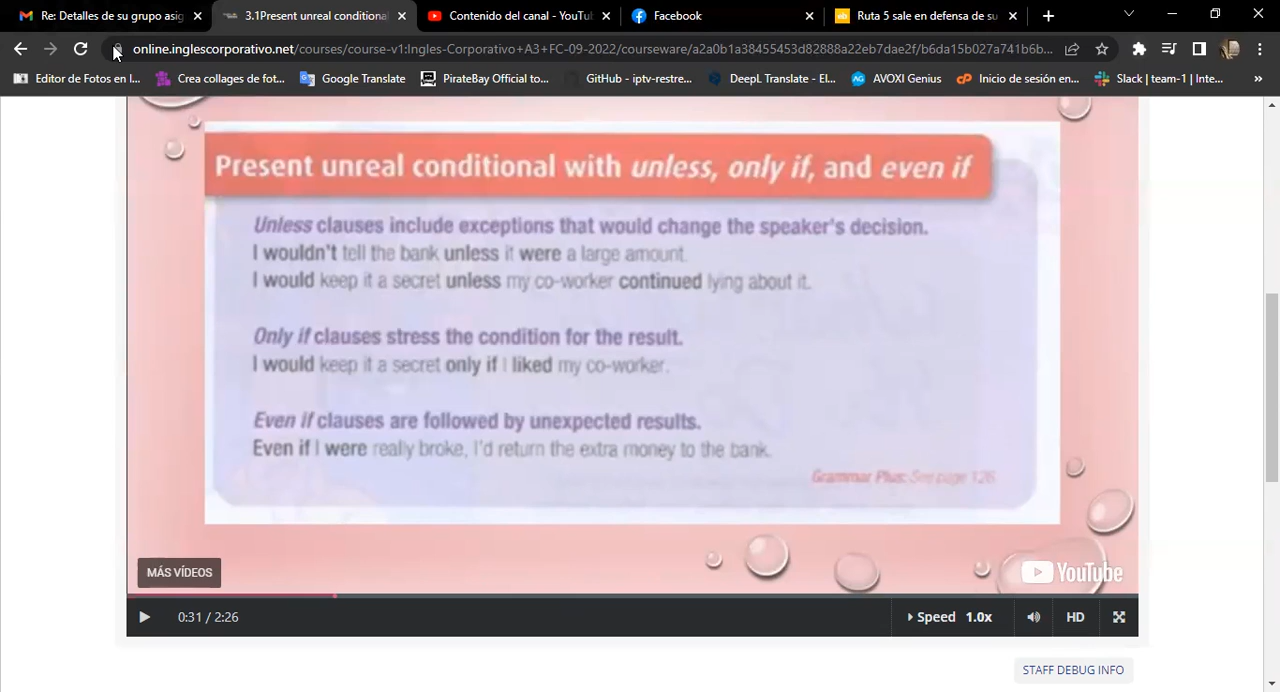 Re: Detalles de su grupo asig
3.1Present unreal conditional
Contenido del canal - YouTu
Facebook
Ruta 5 sale en defensa de su
online.inglescorporativo.net/courses/course-v1:Ingles-Corporativo+A3+FC-09-2022/courseware/a2a0b1a38455453d82888a22eb7dae2f/b6da15b027a741b6b...
Editor de Fotos en l...
Crea collages de fot...
Google Translate
PirateBay Official to...
GitHub - iptv-restre...
DeepL Translate - El...
AVOXI Genius
Inicio de sesión en...
Slack | team-1 | Inte...
Present unreal conditional with unless, only if, and even if
Unless clauses include exceptions that would change the speaker's decision.
I wouldn't tell the bank unless it were a large amount.
I would keep it a secret unless my co-worker continued lying about it.
Only if clauses stress the condition for the result.
I would keep it a secret only if I liked my co-worker.
Even if clauses are followed by unexpected results.
Even if I were really broke, I'd return the extra money to the bank.
Grammar Plus: See page 126
MÁS VÍDEOS
YouTube
0:31 / 2:26
Speed 1.0x
HD
STAFF DEBUG INFO